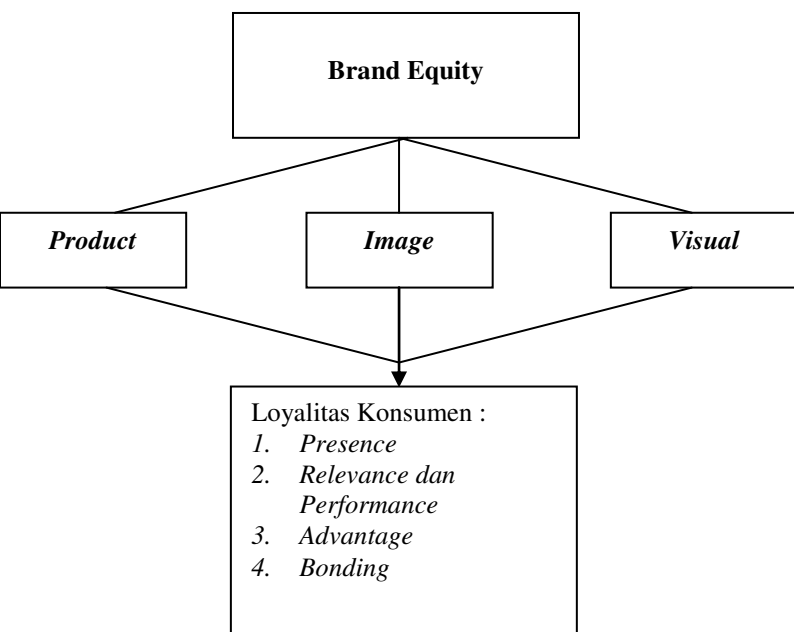 Brand Equity
Product
Image
Visual
Loyalitas Konsumen :
1. Presence
2. Relevance dan
Performance
3. Advantage
4. Bonding